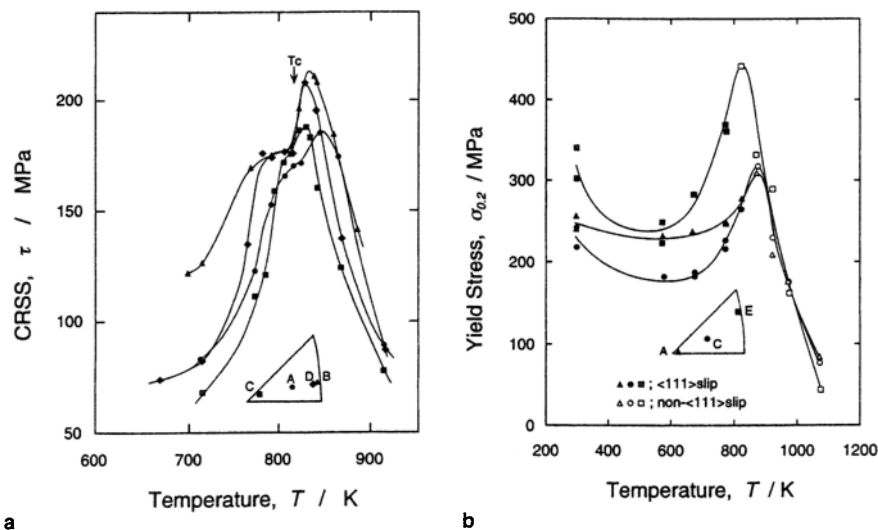 CRSS, τ / MPa
200
150
100
50
Tc
C
A
D
B
600
700
800
900
Temperature, T / K
a
Yield Stress, σ0.2 / MPa
500
400
300
200
100
0
A
C
E
▲ ● ■ ; <111>slip
△ ○ □ ; non-<111>slip
200
400
600
800
1000
1200
Temperature, T / K
b